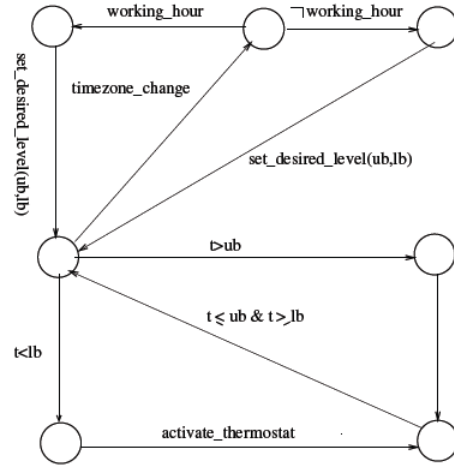 working_hour
¬working_hour
set_desired_level(ub,lb)
timezone_change
set_desired_level(ub,lb)
t>ub
t ≤ ub & t ≥ lb
t<lb
activate_thermostat